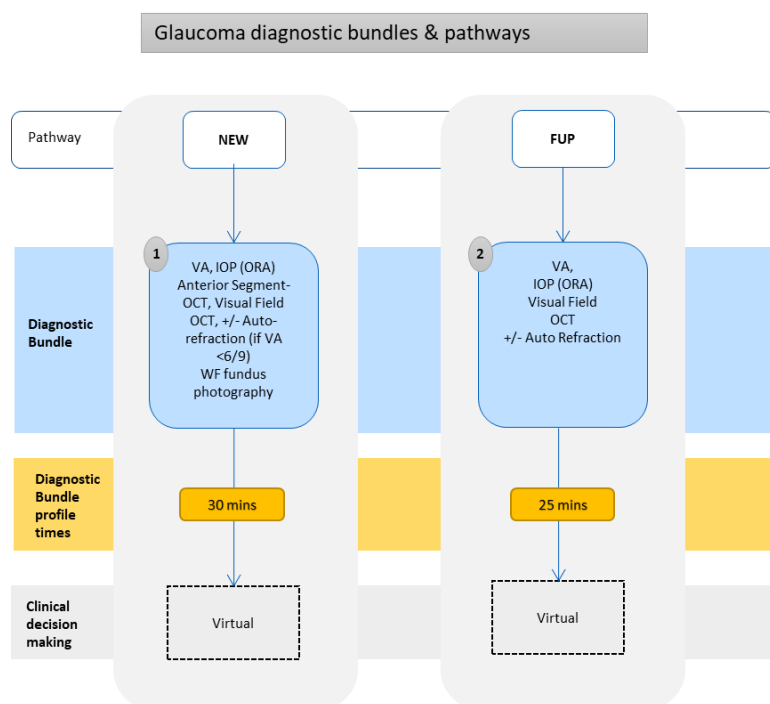 Glaucoma diagnostic bundles & pathways
Pathway
NEW
FUP
1
2
Diagnostic
Bundle
VA, IOP (ORA)
Anterior Segment-
OCT, Visual Field
OCT, +/- Auto-
refraction (if VA
<6/9)
WF fundus
photography
VA,
IOP (ORA)
Visual Field
OCT
+/- Auto Refraction
Diagnostic
Bundle
profile
times
30 mins
25 mins
Clinical
decision
making
Virtual
Virtual